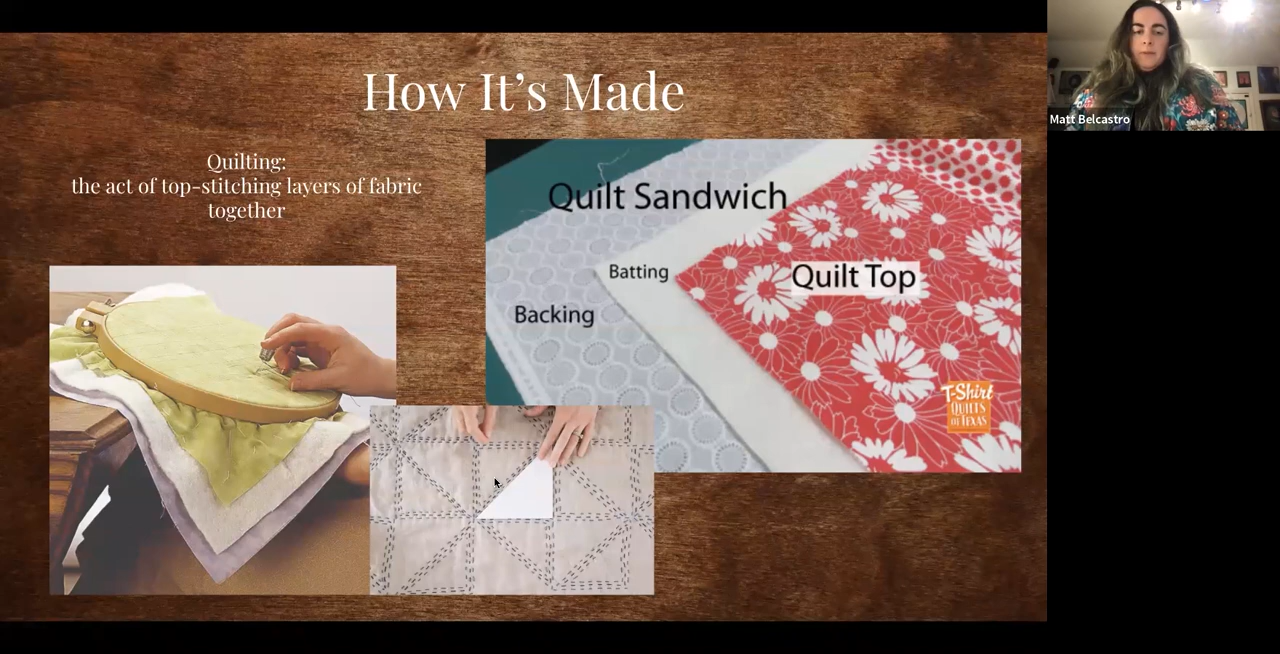 How It’s Made
Quilting:
the act of top-stitching layers of fabric
together
Quilt Sandwich
Batting
Quilt Top
Backing
T-Shirt
QUILTS
OF TEXAS
Matt Belcastro